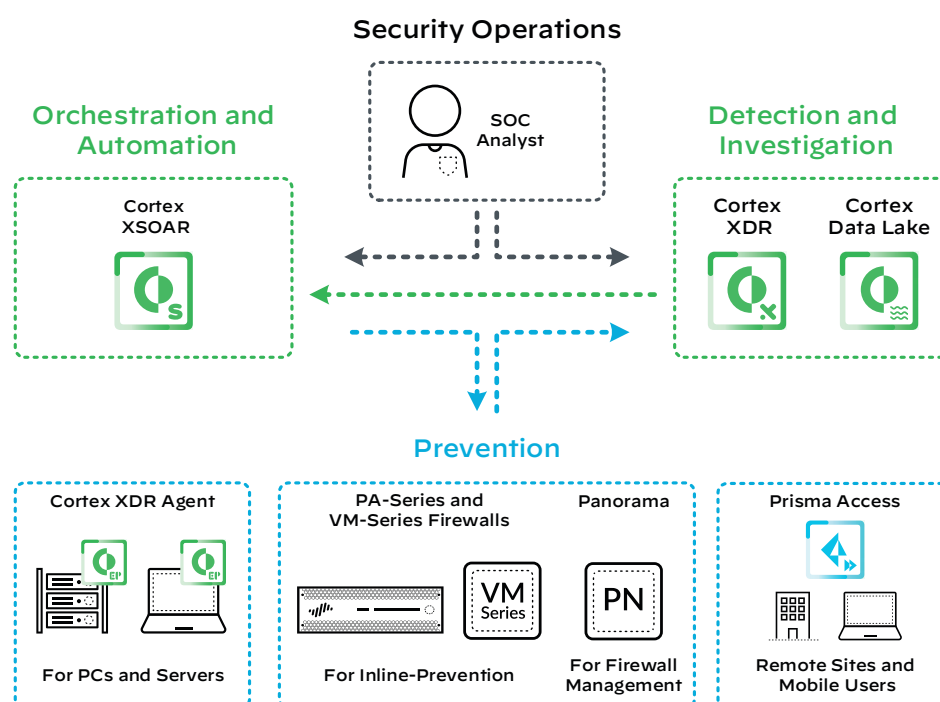 Security Operations
SOC
Analyst
Orchestration and
Automation
Cortex
XSOAR
S
Detection and
Investigation
Cortex
XDR
Cortex
Data Lake
Prevention
Cortex XDR Agent
EP
EP
For PCs and Servers
PA-Series and
VM-Series Firewalls
VM
Series
For Inline-Prevention
Panorama
PN
For Firewall
Management
Prisma Access
Remote Sites and
Mobile Users